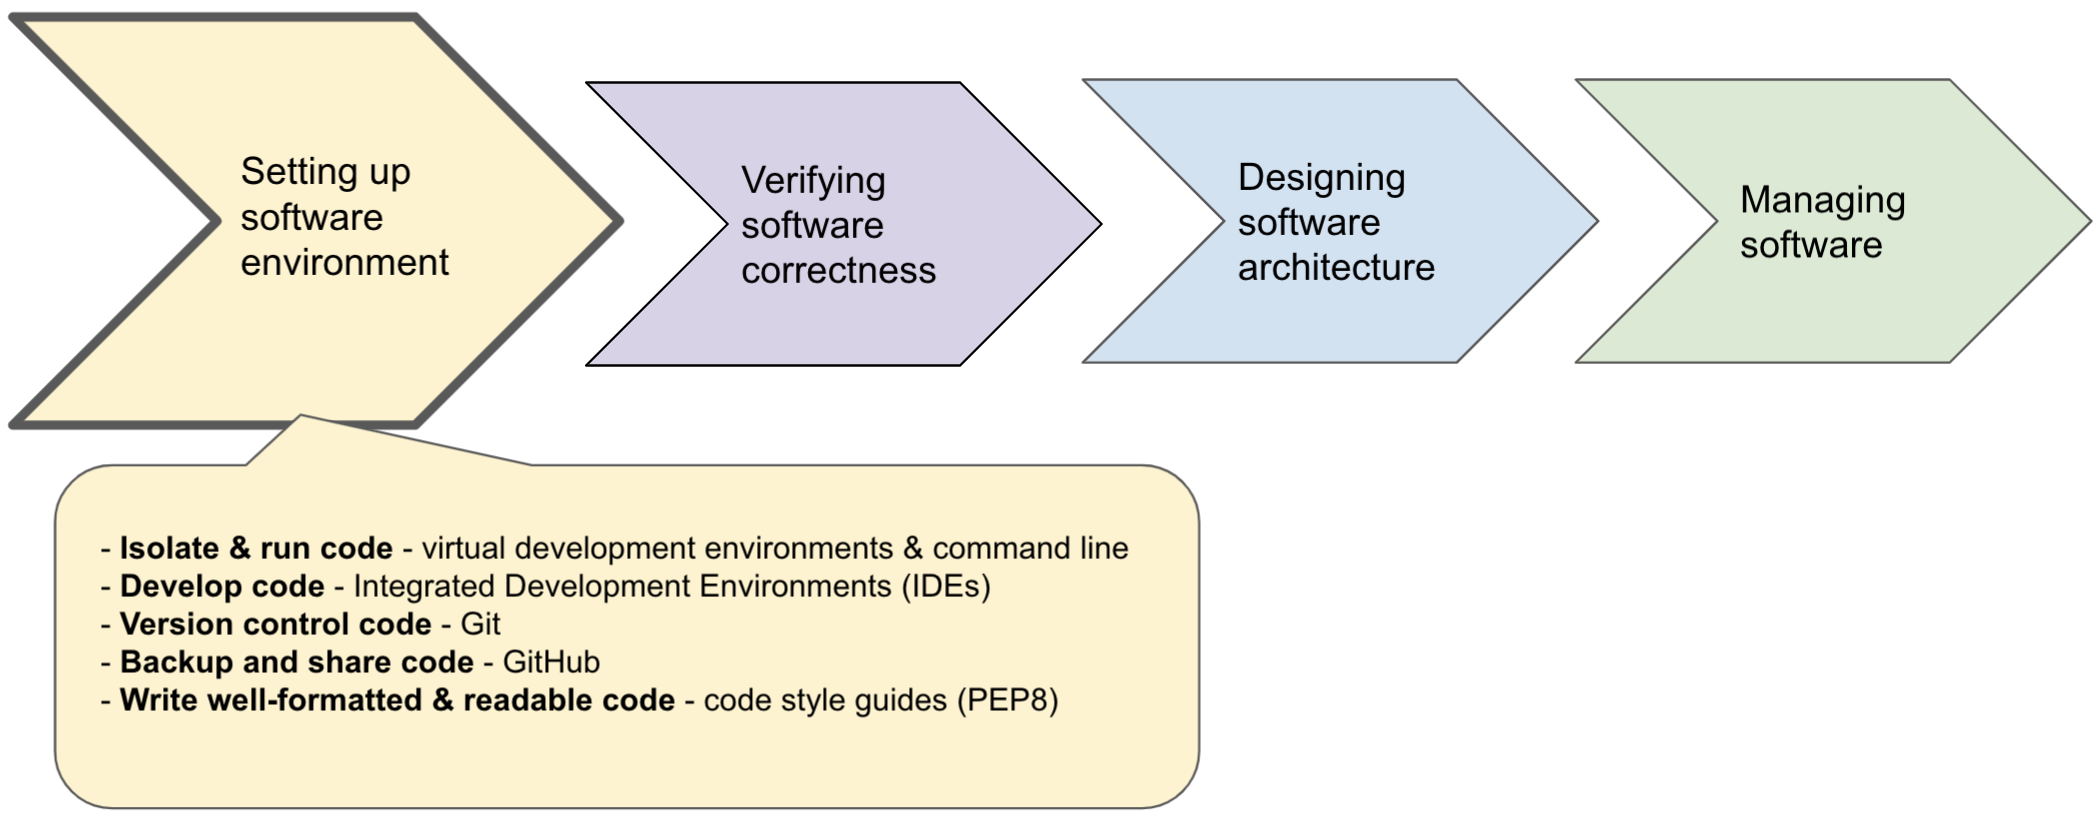 Setting up
software
environment
Verifying
software
correctness
Designing
software
architecture
Managing
software
- Isolate & run code - virtual development environments & command line
- Develop code - Integrated Development Environments (IDEs)
- Version control code - Git
- Backup and share code - GitHub
- Write well-formatted & readable code - code style guides (PEP8)